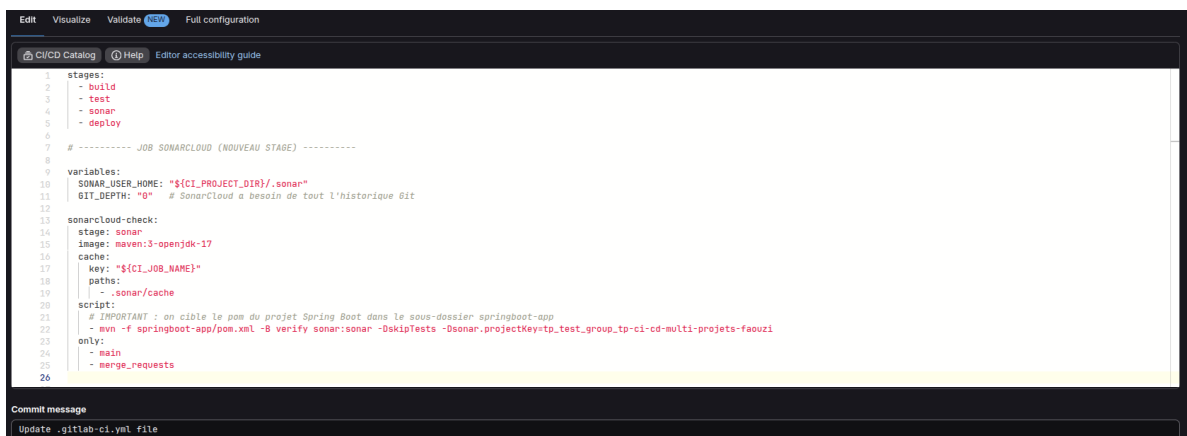 Edit Visualize Validate NEW Full configuration
CI/CD Catalog Help Editor accessibility guide
1 stages:
2 - build
3 - test
4 - sonar
5 - deploy
6
7 # ---------- JOB SONARCLOUD (NOUVEAU STAGE) ----------
8
9 variables:
10 SONAR_USER_HOME: "${CI_PROJECT_DIR}/.sonar"
11 GIT_DEPTH: "0" # SonarCloud a besoin de tout l'historique Git
12
13 sonarcloud-check:
14 stage: sonar
15 image: maven:3-openjdk-17
16 cache:
17 key: "${CI_JOB_NAME}"
18 paths:
19 - .sonar/cache
20 script:
21 # IMPORTANT : on cible le pom du projet Spring Boot dans le sous-dossier springboot-app
22 - mvn -f springboot-app/pom.xml -B verify sonar:sonar -DskipTests -Dsonar.projectKey=tp_test_group_tp-ci-cd-multi-projets-faouzi
23 only:
24 - main
25 - merge_requests
26
Commit message
Update .gitlab-ci.yml file